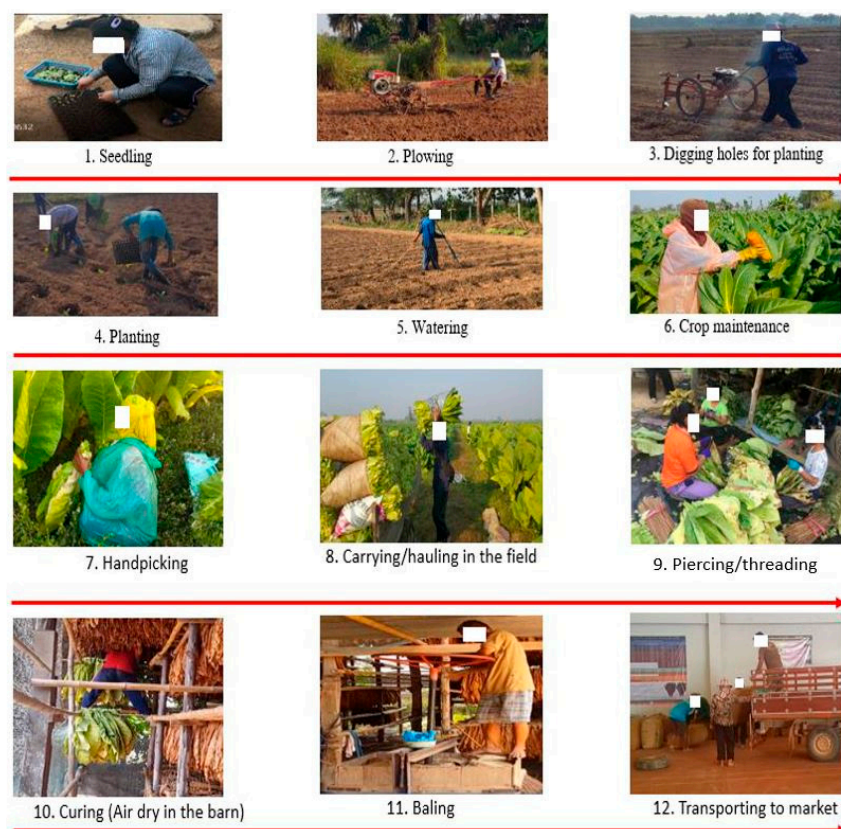 9632
1. Seedling
2. Plowing
3. Digging holes for planting
4. Planting
5. Watering
6. Crop maintenance
7. Handpicking
8. Carrying/hauling in the field
9. Piercing/threading
10. Curing (Air dry in the barn)
11. Baling
12. Transporting to market